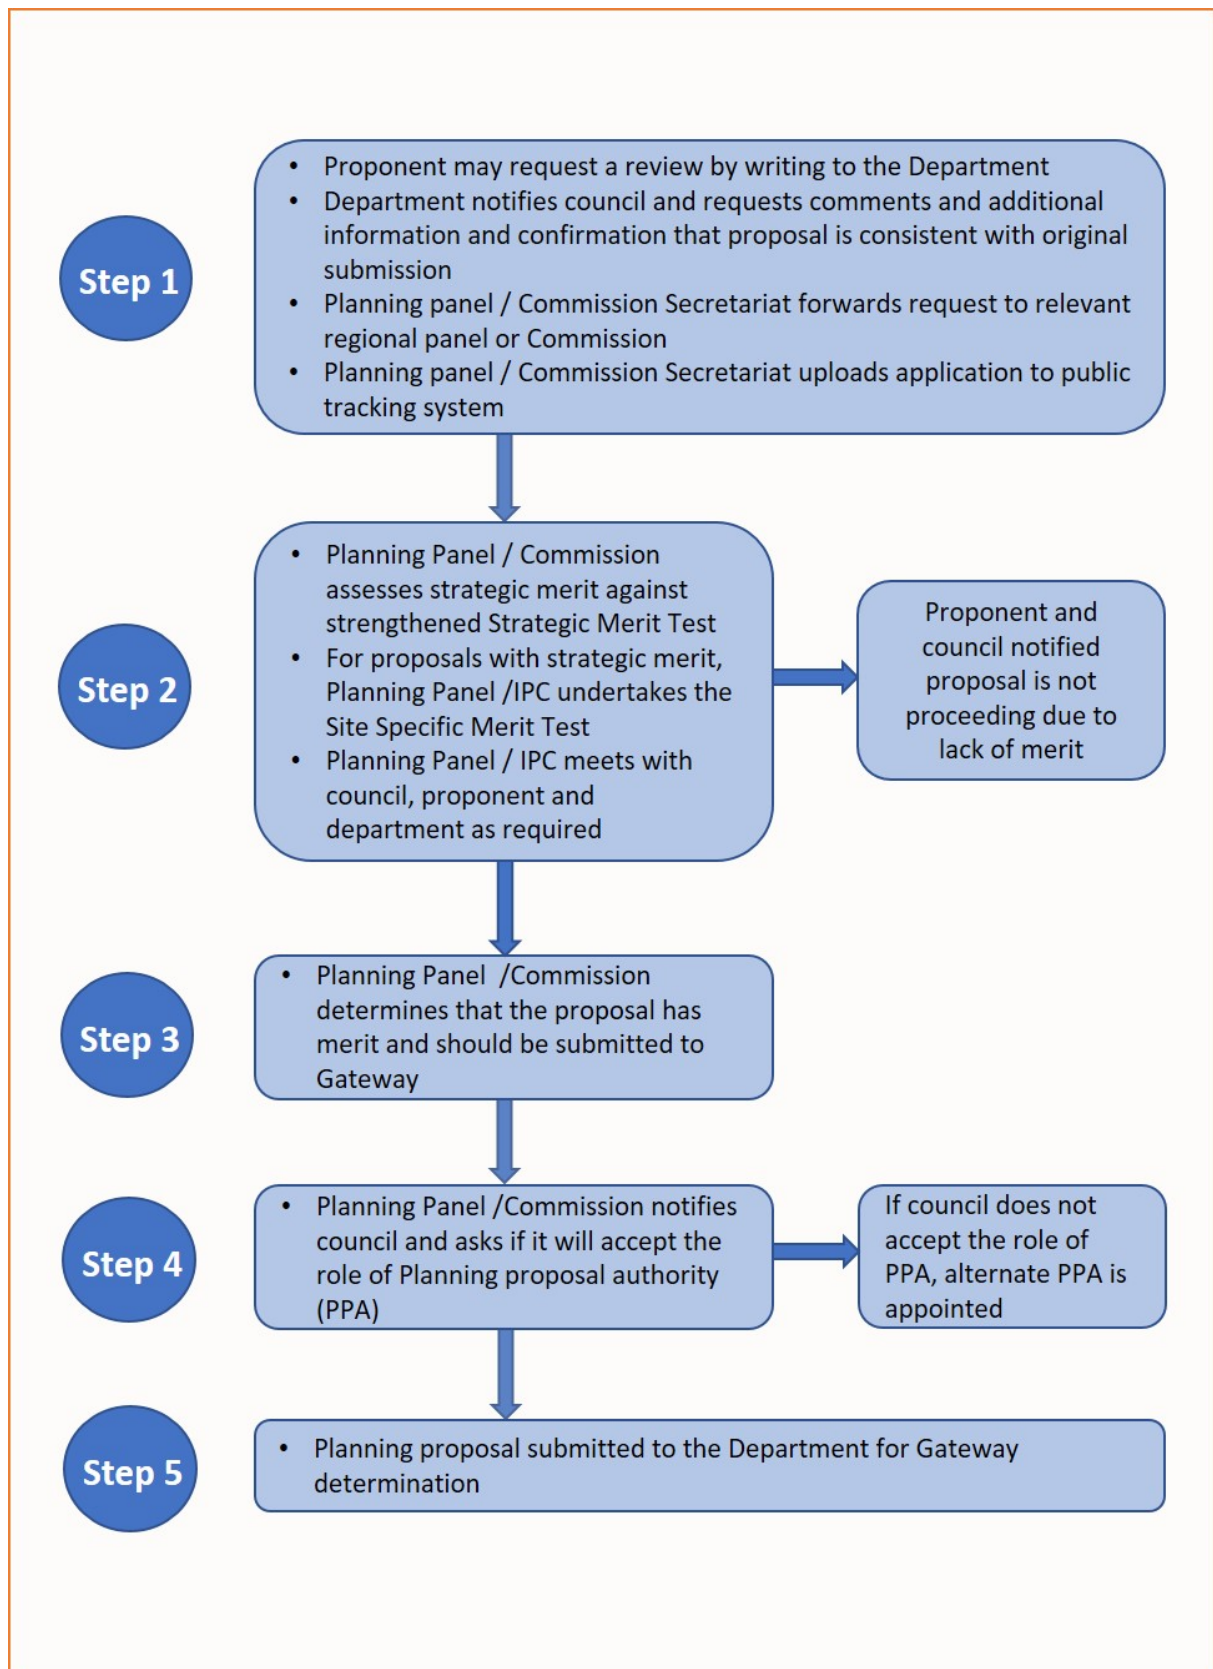 Step 1
• Proponent may request a review by writing to the Department
• Department notifies council and requests comments and additional
information and confirmation that proposal is consistent with original
submission
• Planning panel / Commission Secretariat forwards request to relevant
regional panel or Commission
• Planning panel / Commission Secretariat uploads application to public
tracking system
Step 2
• Planning Panel / Commission
assesses strategic merit against
strengthened Strategic Merit Test
• For proposals with strategic merit,
Planning Panel /IPC undertakes the
Site Specific Merit Test
• Planning Panel / IPC meets with
council, proponent and
department as required
Proponent and
council notified
proposal is not
proceeding due to
lack of merit
Step 3
• Planning Panel  /Commission
determines that the proposal has
merit and should be submitted to
Gateway
Step 4
• Planning Panel /Commission notifies
council and asks if it will accept the
role of Planning proposal authority
(PPA)
If council does not
accept the role of
PPA, alternate PPA is
appointed
Step 5
• Planning proposal submitted to the Department for Gateway
determination